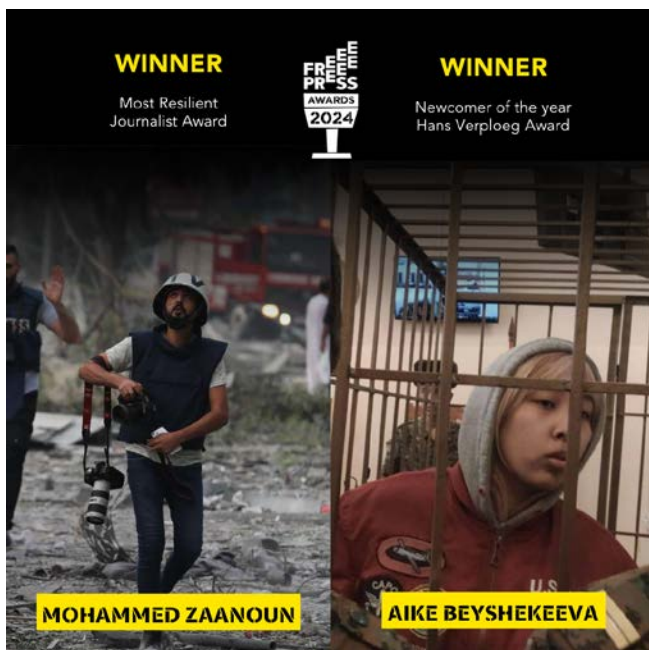 WINNER
Most Resilient
Journalist Award
FREEEEE
PRESS
AWARDS
2024
WINNER
Newcomer of the year
Hans Verploeg Award
U.S.
MOHAMMED ZAANOUN
AIKE BEYSHEKEEVA